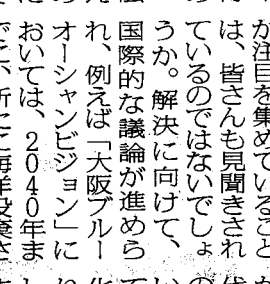 が注目を集めていること
は、皆さんも見聞きされ
ているのではないでしょ
うか。解決に向けて、
国際的な議論が進めら
れ、例えば「大阪ブルー
オーシャンビジョン」に
おいては、2040年ま
でに、新たな海洋